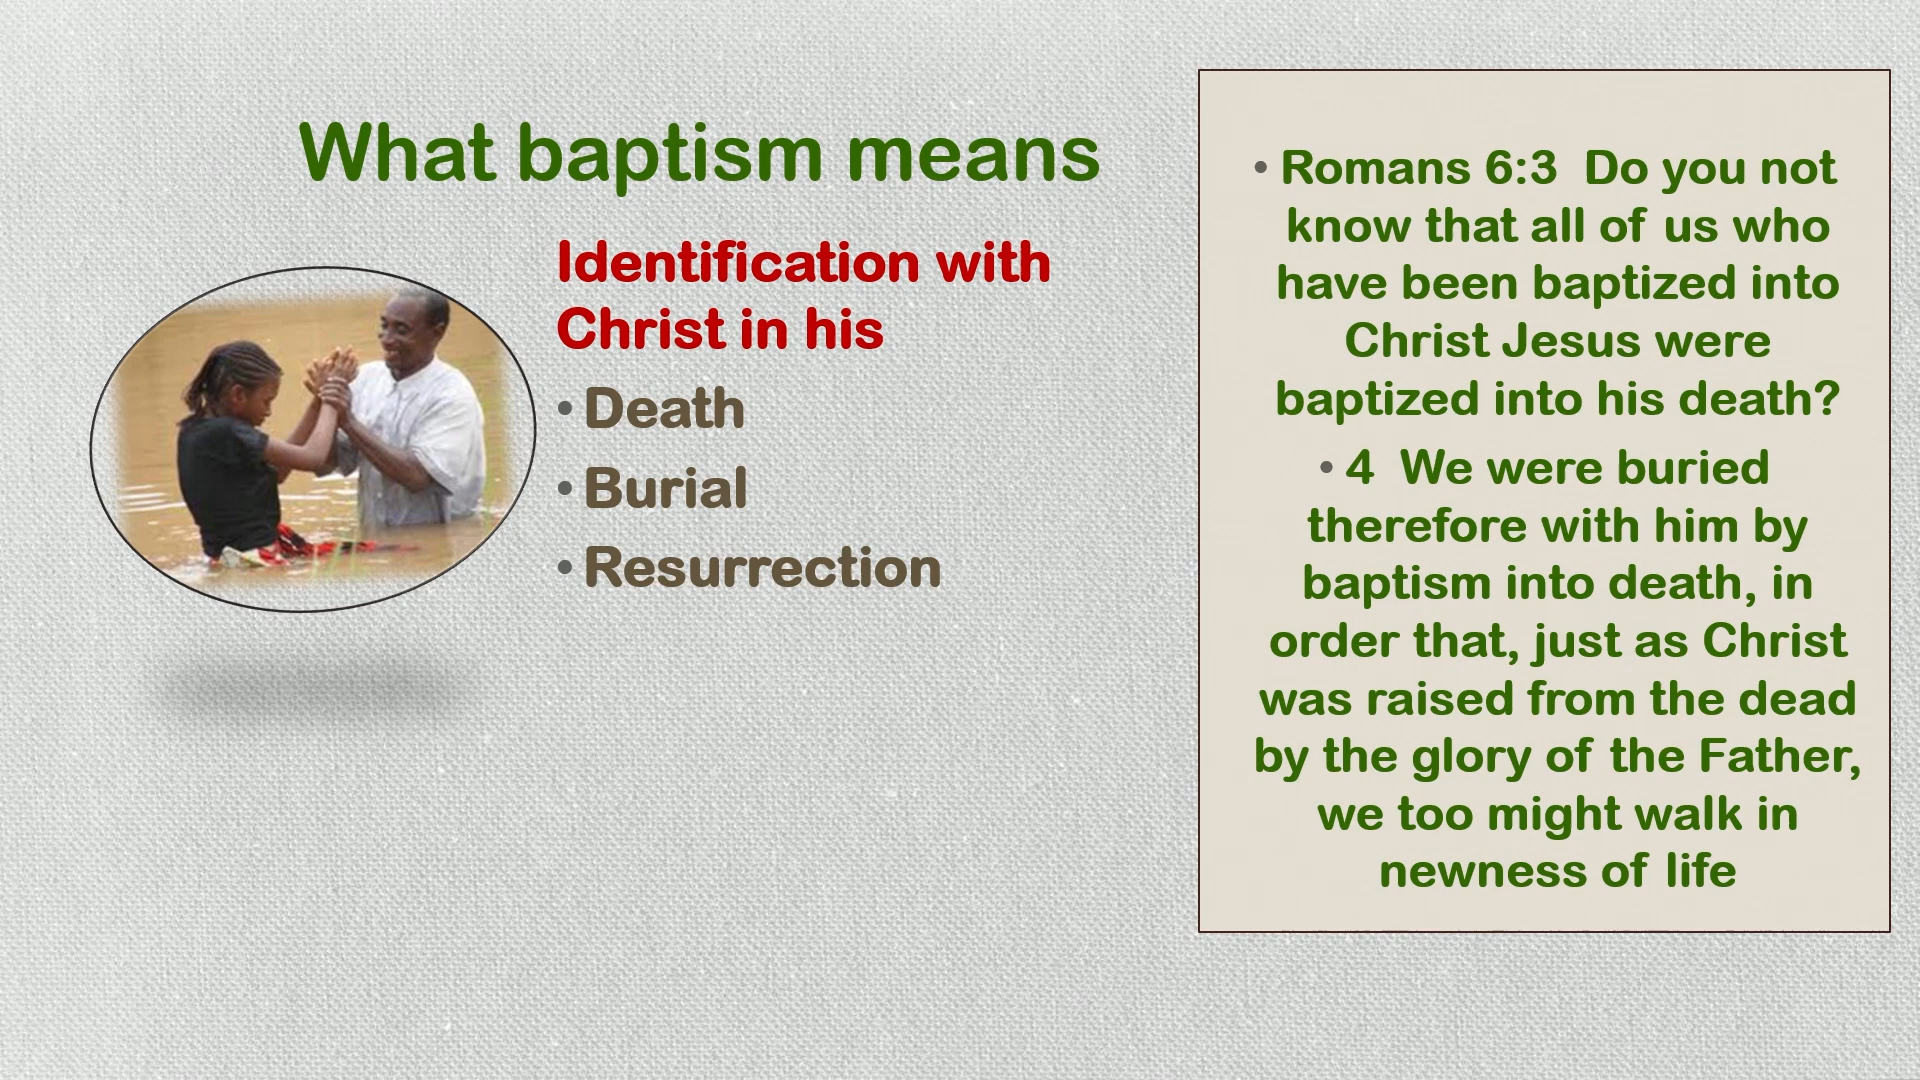 What baptism means
Identification with
Christ in his
• Death
• Burial
• Resurrection
• Romans 6:3  Do you not
know that all of us who
have been baptized into
Christ Jesus were
baptized into his death?
• 4  We were buried
therefore with him by
baptism into death, in
order that, just as Christ
was raised from the dead
by the glory of the Father,
we too might walk in
newness of life